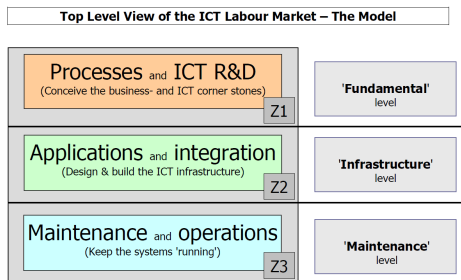 Top Level View of the ICT Labour Market – The Model
Processes and ICT R&D
(Conceive the business- and ICT corner stones)
Z1
'Fundamental'
level
Applications and integration
(Design & build the ICT infrastructure)
Z2
'Infrastructure'
level
Maintenance and operations
(Keep the systems 'running')
Z3
'Maintenance'
level